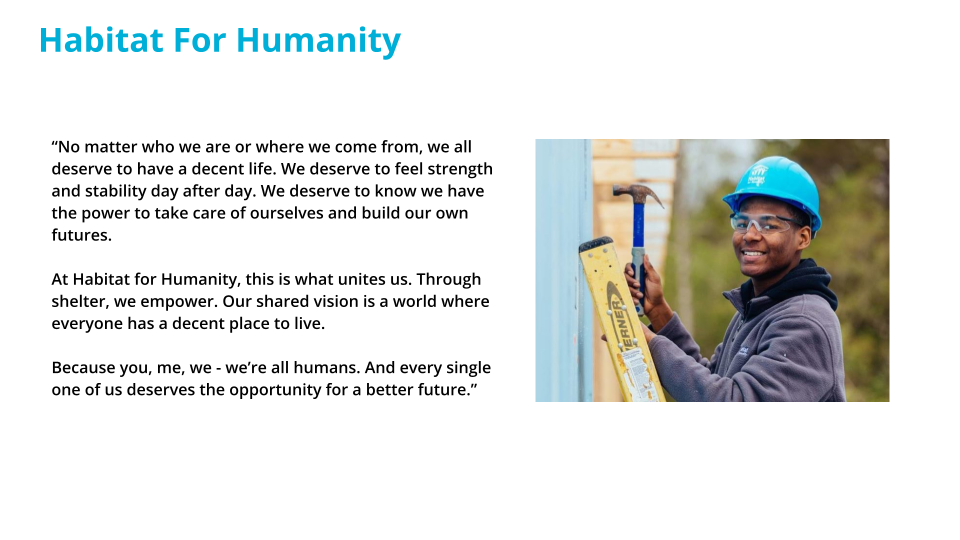 Habitat For Humanity
“No matter who we are or where we come from, we all
deserve to have a decent life. We deserve to feel strength
and stability day after day. We deserve to know we have
the power to take care of ourselves and build our own
futures.
At Habitat for Humanity, this is what unites us. Through
shelter, we empower. Our shared vision is a world where
everyone has a decent place to live.
Because you, me, we - we’re all humans. And every single
one of us deserves the opportunity for a better future.”